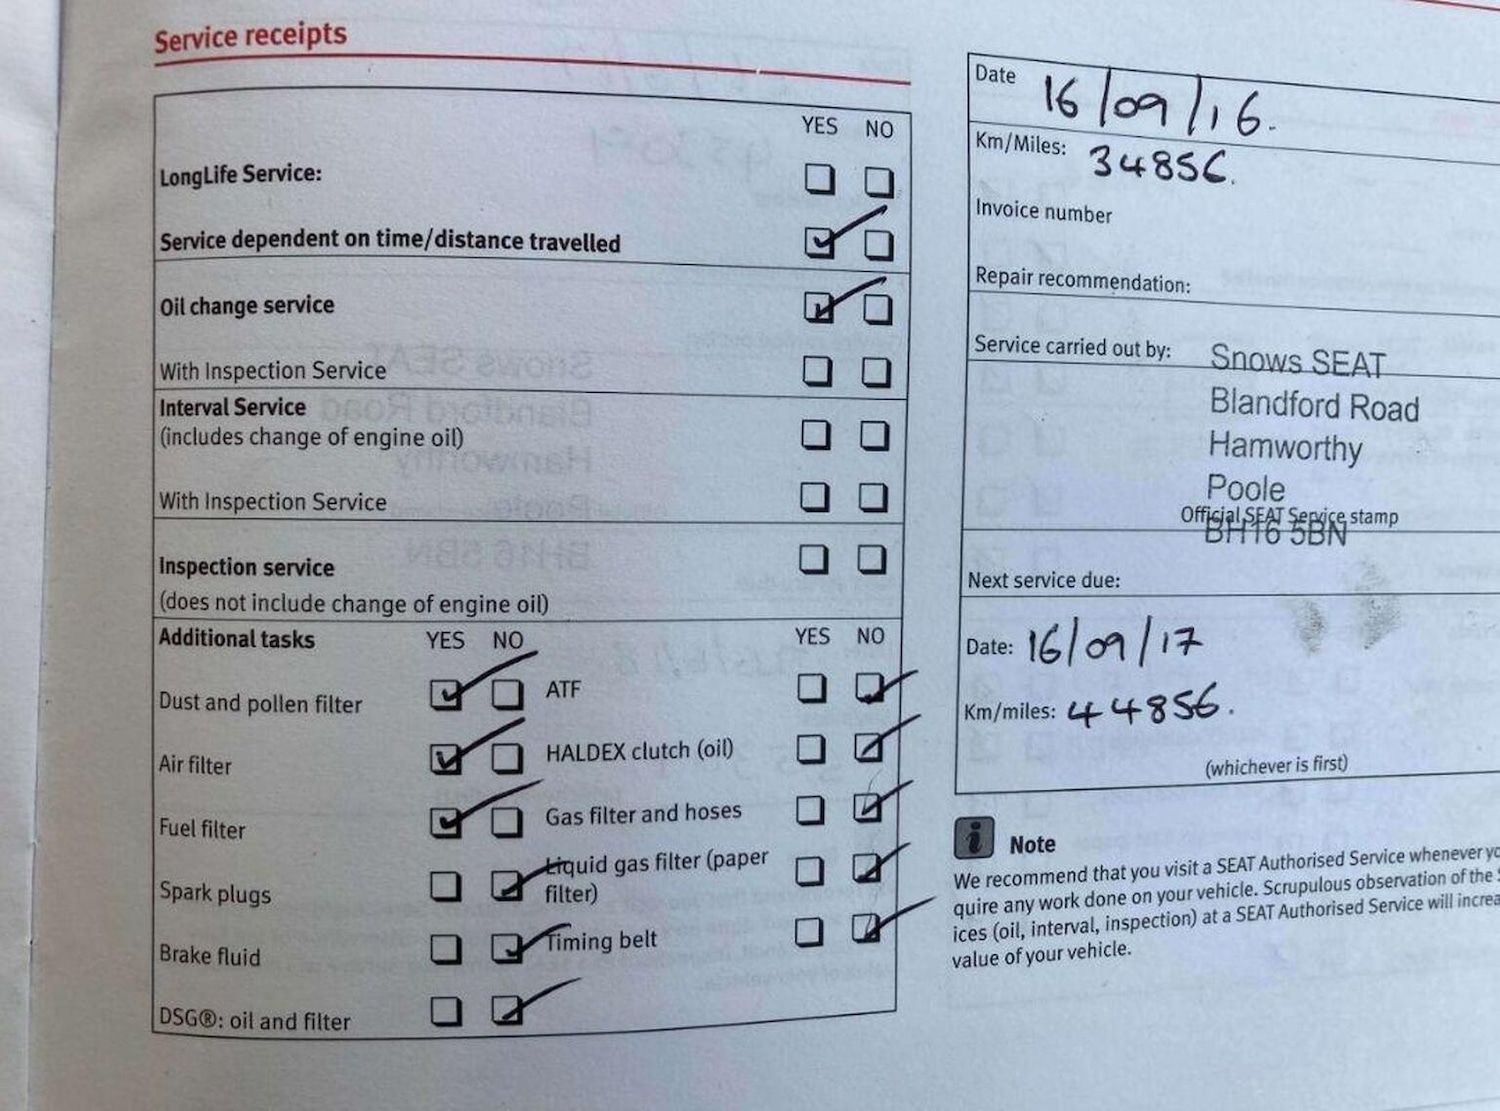 Service receipts
YES NO
LongLife Service:
Service dependent on time/distance travelled
Oil change service
With Inspection Service
Interval Service
(includes change of engine oil)
With Inspection Service
Inspection service
(does not include change of engine oil)
Additional tasks YES NO YES NO
Dust and pollen filter ATF
Air filter HALDEX clutch (oil)
Fuel filter Gas filter and hoses
Spark plugs Liquid gas filter (paper
filter)
Brake fluid Timing belt
DSG®: oil and filter
Date 16/09/16.
Km/Miles: 34856.
Invoice number
Repair recommendation:
Service carried out by: Snows SEAT
Blandford Road
Hamworthy
Poole
Official SEAT Service stamp
BH16 5BN
Next service due:
Date: 16/09/17
Km/miles: 44856.
(whichever is first)
i Note
We recommend that you visit a SEAT Authorised Service whenever yo
quire any work done on your vehicle. Scrupulous observation of the
ices (oil, interval, inspection) at a SEAT Authorised Service will increa
value of your vehicle.